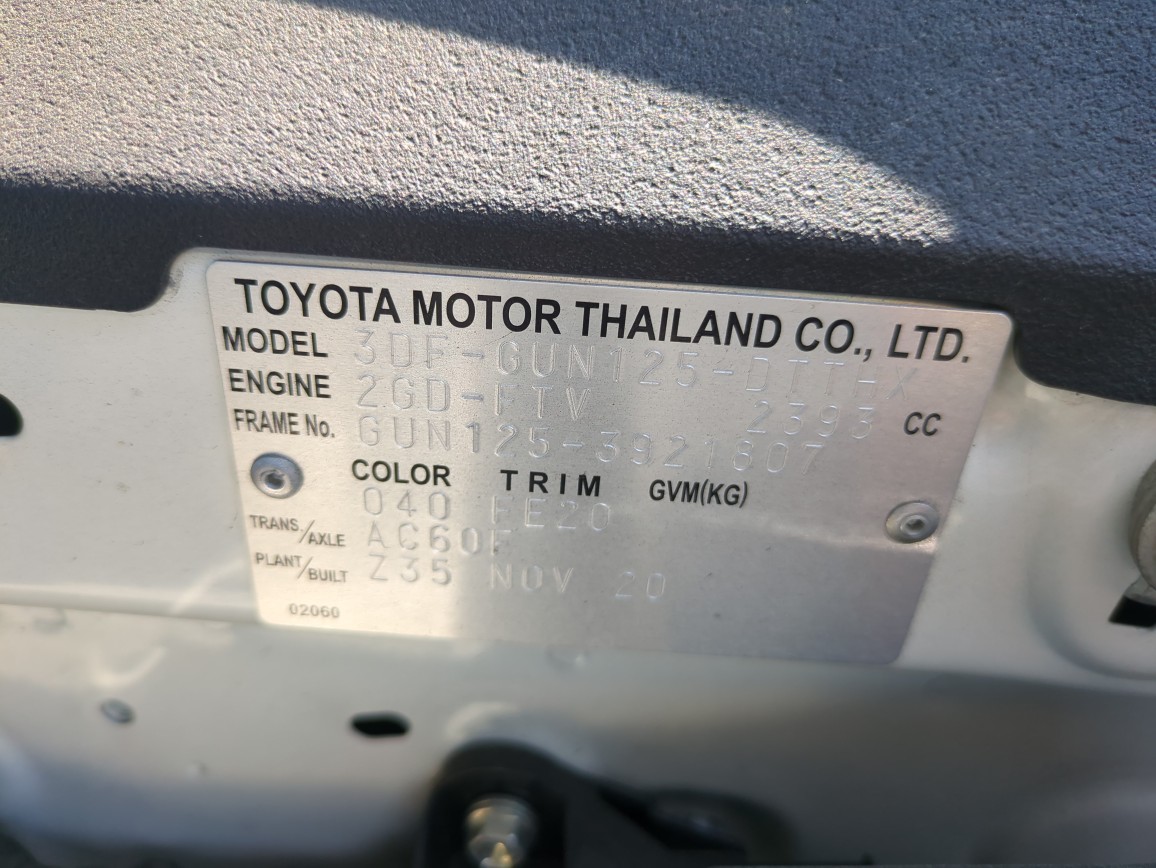 TOYOTA MOTOR THAILAND CO., LTD.
MODEL 3DF-GUN125-DTTHX
ENGINE 2GD-FTV 2393 CC
FRAME No. GUN125-3921807
COLOR TRIM GVM(KG)
040 FE20
TRANS./AXLE AC60F
PLANT/BUILT Z35 NOV 20
02060